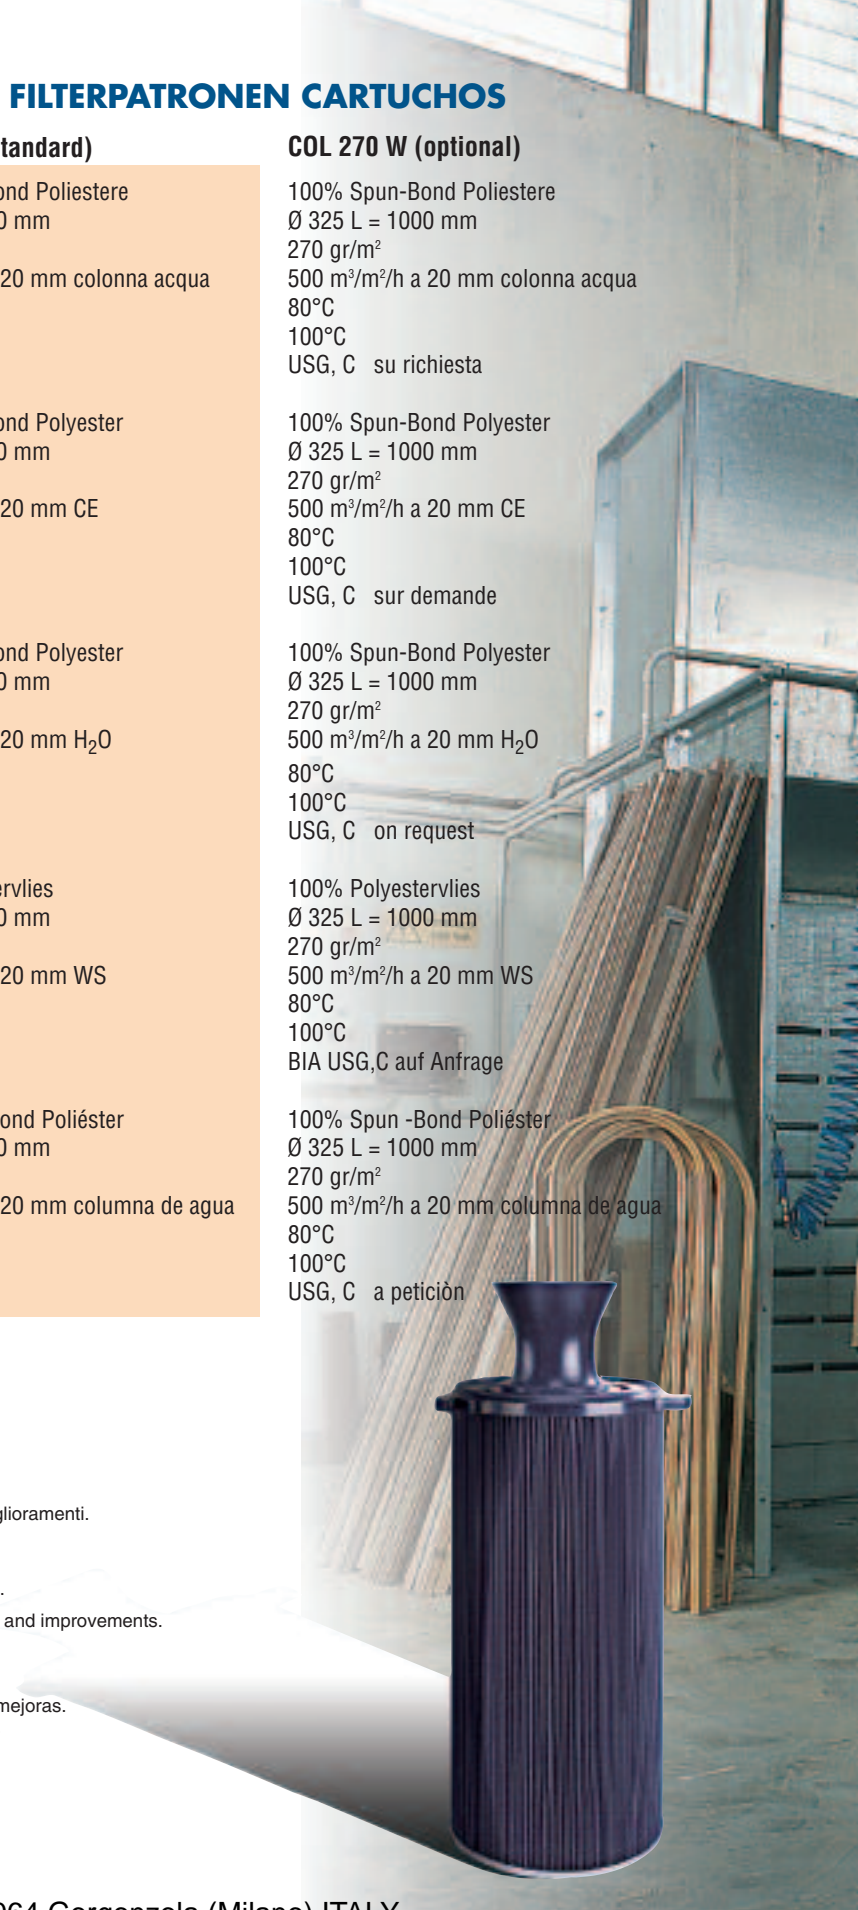 FILTERPATRONEN CARTUCHOS
tandard)
ond Poliestere
0 mm
20 mm colonna acqua
ond Polyester
0 mm
20 mm CE
ond Polyester
0 mm
20 mm H₂O
ervlies
0 mm
20 mm WS
ond Poliéster
0 mm
20 mm columna de agua
COL 270 W (optional)
100% Spun-Bond Poliestere
Ø 325 L = 1000 mm
270 gr/m²
500 m³/m²/h a 20 mm colonna acqua
80°C
100°C
USG, C su richiesta
100% Spun-Bond Polyester
Ø 325 L = 1000 mm
270 gr/m²
500 m³/m²/h a 20 mm CE
80°C
100°C
USG, C sur demande
100% Spun-Bond Polyester
Ø 325 L = 1000 mm
270 gr/m²
500 m³/m²/h a 20 mm H₂O
80°C
100°C
USG, C on request
100% Polyestervlies
Ø 325 L = 1000 mm
270 gr/m²
500 m³/m²/h a 20 mm WS
80°C
100°C
BIA USG,C auf Anfrage
100% Spun -Bond Poliéster
Ø 325 L = 1000 mm
270 gr/m²
500 m³/m²/h a 20 mm columna de agua
80°C
100°C
USG, C a peticiòn
glioramenti.
.
and improvements.
mejoras.
064 Gorgonzola (Milano) ITALY